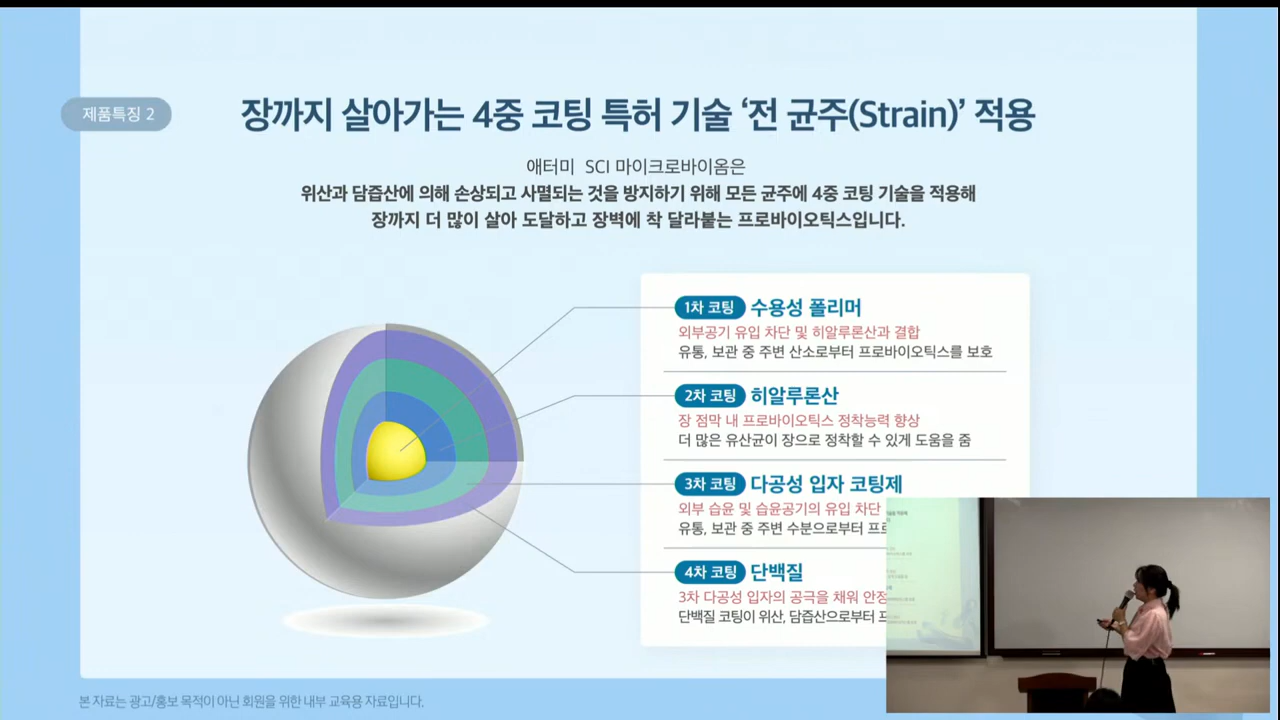 제품특징 2
장까지 살아가는 4중 코팅 특허 기술 ‘전 균주(Strain)’ 적용
애터미 SCI 마이크로바이옴은
위산과 담즙산에 의해 손상되고 사멸되는 것을 방지하기 위해 모든 균주에 4중 코팅 기술을 적용해
장까지 더 많이 살아 도달하고 장벽에 착 달라붙는 프로바이오틱스입니다.
1차 코팅 수용성 폴리머
외부공기 유입 차단 및 히알루론산과 결합
유통, 보관 중 주변 산소로부터 프로바이오틱스를 보호
2차 코팅 히알루론산
장 점막 내 프로바이오틱스 정착능력 향상
더 많은 유산균이 장으로 정착할 수 있게 도움을 줌
3차 코팅 다공성 입자 코팅제
외부 습윤 및 습윤공기의 유입 차단
유통, 보관 중 주변 수분으로부터
4차 코팅 단백질
3차 다공성 입자의 공극을 채워 안정
단백질 코팅이 위산, 담즙산으로부터
본 자료는 광고/홍보 목적이 아닌 회원을 위한 내부 교육용 자료입니다.